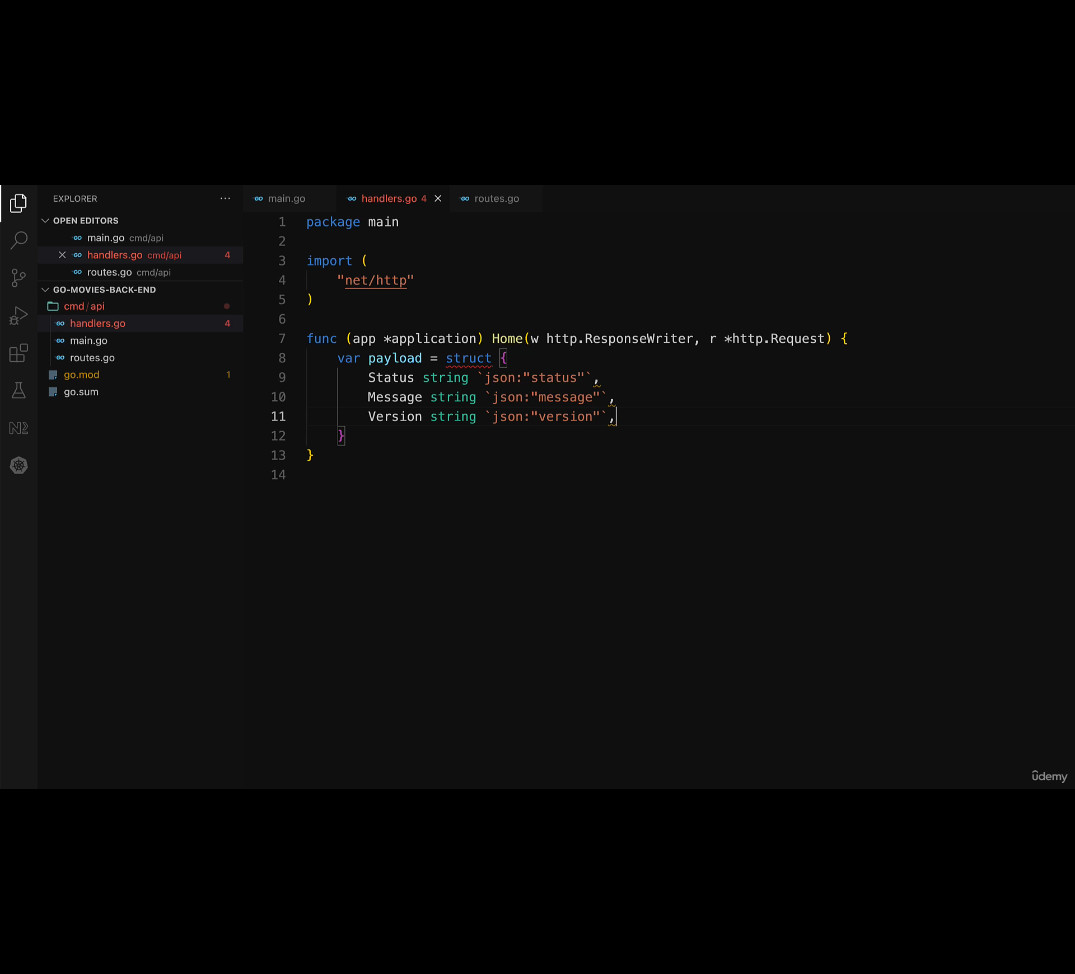 EXPLORER ...
OPEN EDITORS
main.go cmd/api
handlers.go cmd/api 4
routes.go cmd/api
GO-MOVIES-BACK-END
cmd/api
handlers.go 4
main.go
routes.go
go.mod 1
go.sum
main.go handlers.go 4 routes.go
1 package main
2
3 import (
4 "net/http"
5 )
6
7 func (app *application) Home(w http.ResponseWriter, r *http.Request) {
8 var payload = struct {
9 Status string `json:"status"`,
10 Message string `json:"message"`,
11 Version string `json:"version"`,
12 }
13 }
14
ûdemy